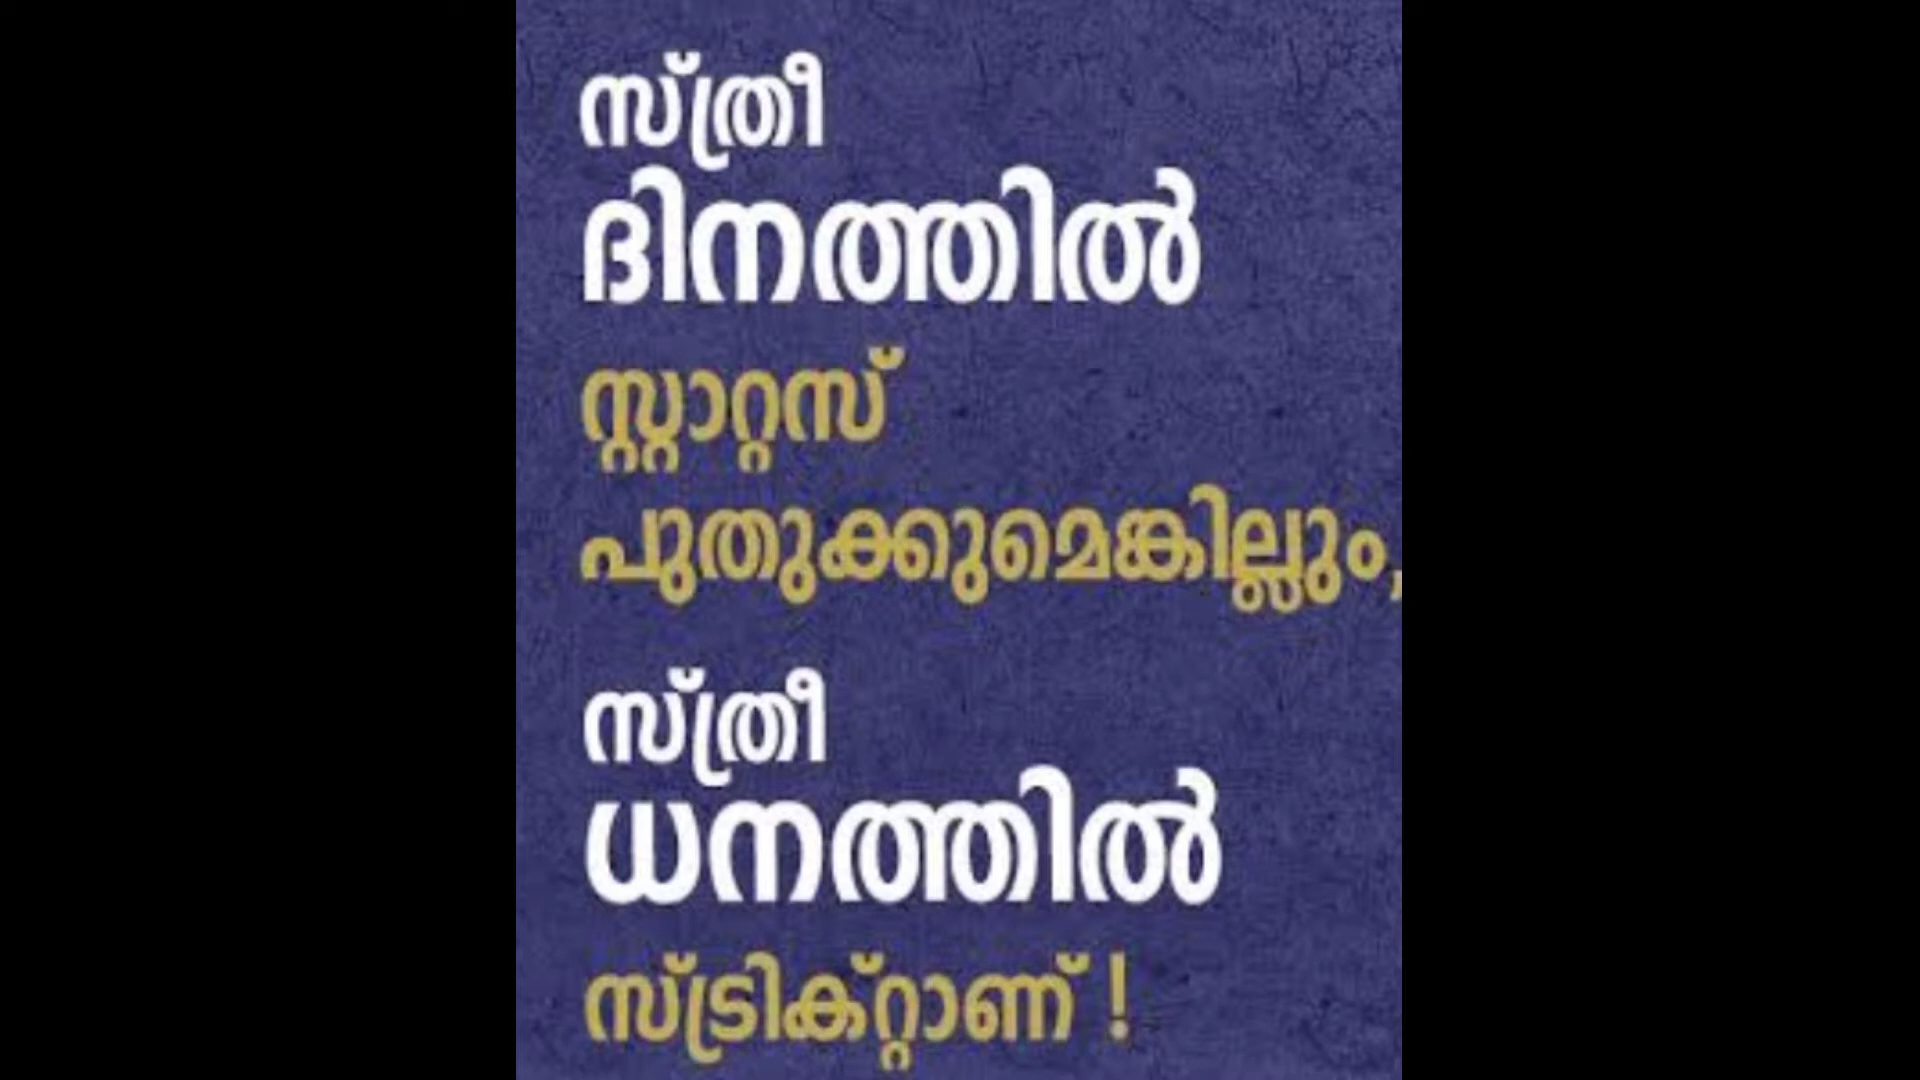 സ്ത്രീ
ദിനത്തിൽ
സ്റ്റാറ്റസ്
പുതുക്കുമെങ്കില്ലും,
സ്ത്രീ
ധനത്തിൽ
സ്ട്രിക്റ്റാണ് !